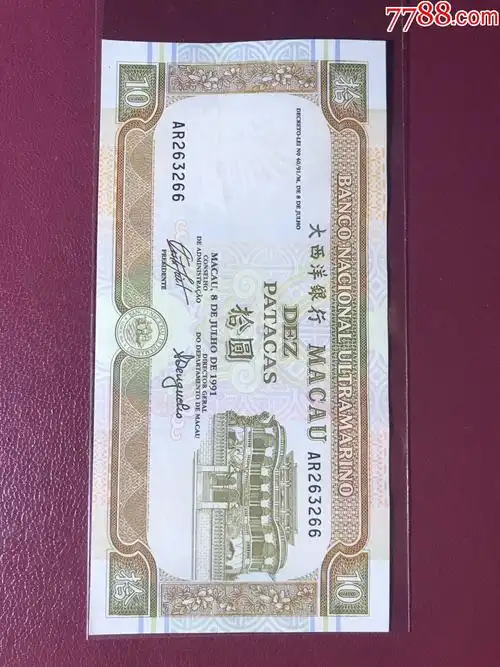 7788.com
在线
BANCO NACIONAL ULTRAMARINO
10
拾
大西洋銀行 MACAU
DECRETO-LEI Nº 40/91/M, DE 8 DE JULHO
AR263266
DEZ
PATACAS
拾圓
MACAU, 8 DE JULHO DE 1991
CONSELHO
DE ADMINISTRAÇÃO
PRESIDENTE
DIRECTOR GERAL
DO DEPARTAMENTO DE MACAU
AR263266
拾
10